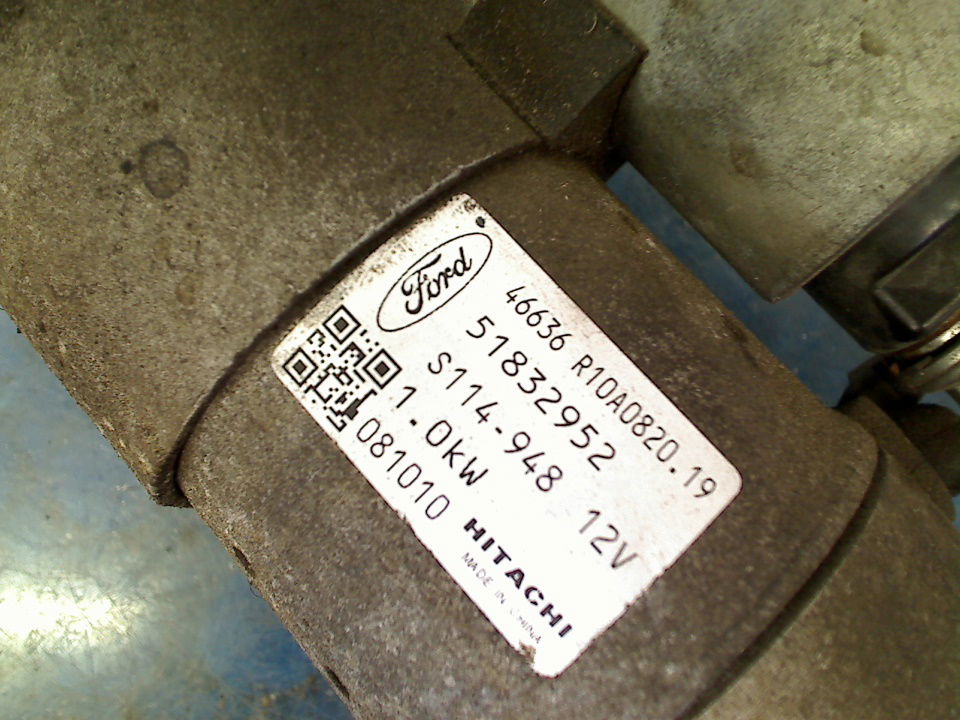 Ford
46636 R10A0820.19
51832952
S114-948 12V
1.0kW
081010 HITACHI
MADE IN CHINA